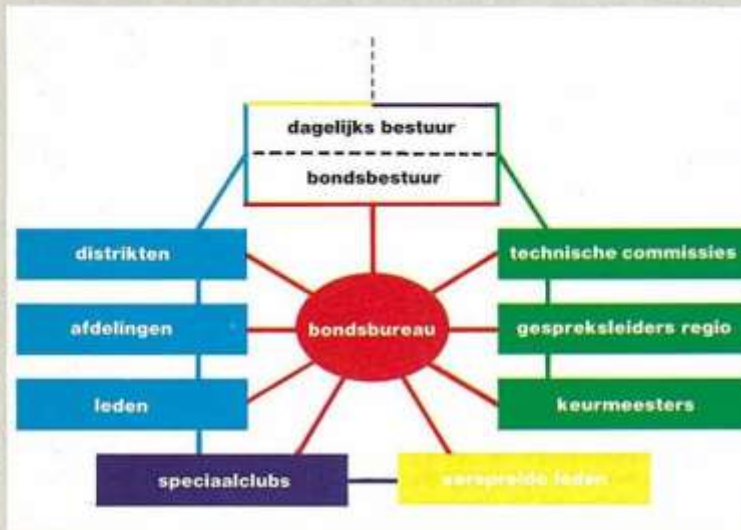 dagelijks bestuur
bondsbestuur
distrikten
technische commissies
afdelingen
bondsbureau
gespreksleiders regio
leden
keurmeesters
speciaalclubs
verspreide leden